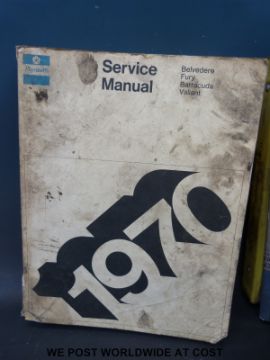 Plymouth
Service
Manual
Belvedere
Fury
Barracuda
Valiant
1970
WE POST WORLDWIDE AT COST